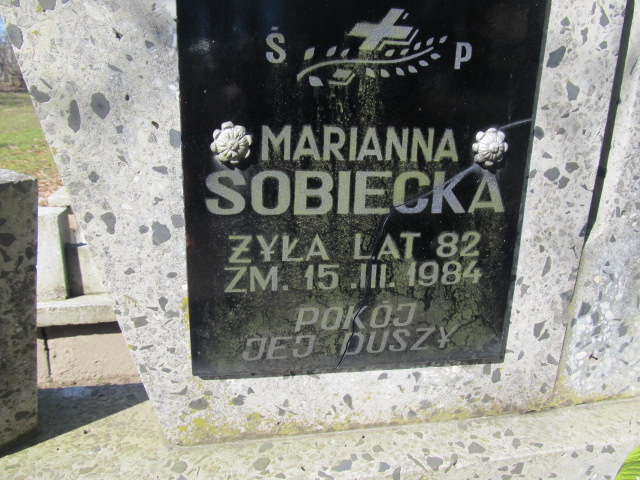 Ś P
MARIANNA
SOBIECKA
ŻYŁA LAT 82
ZM. 15.III.1984
POKÓJ
JEJ DUSZY